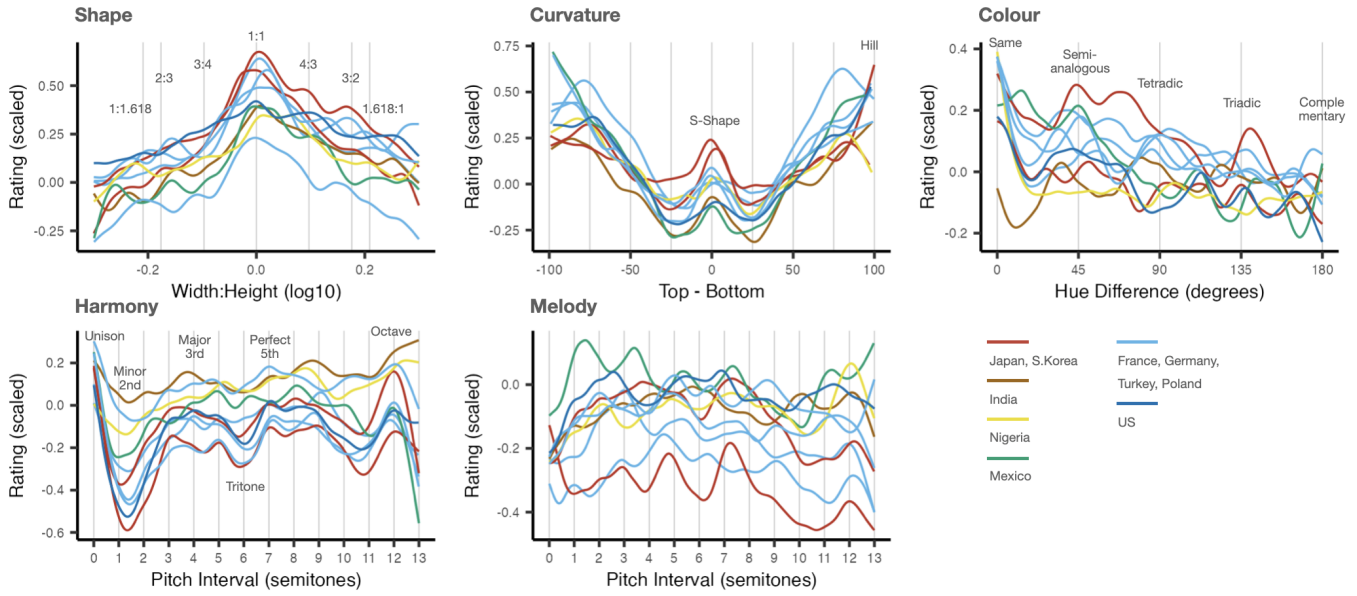 Shape
Rating (scaled)
0.50
0.25
0.00
-0.25
1:1
3:4
4:3
2:3
3:2
1:1.618
1.618:1
-0.2
0.0
0.2
Width:Height (log10)
Curvature
Rating (scaled)
0.75
0.50
0.25
0.00
-0.25
Hill
S-Shape
-100
-50
0
50
100
Top - Bottom
Colour
Rating (scaled)
0.4
0.2
0.0
-0.2
Same
Semi-
analogous
Tetradic
Triadic
Comple
mentary
0
45
90
135
180
Hue Difference (degrees)
Harmony
Rating (scaled)
0.2
0.0
-0.2
-0.4
-0.6
Unison
Minor
2nd
Major
3rd
Perfect
5th
Octave
Tritone
0
1
2
3
4
5
6
7
8
9
10
11
12
13
Pitch Interval (semitones)
Melody
Rating (scaled)
0.0
-0.2
-0.4
0
1
2
3
4
5
6
7
8
9
10
11
12
13
Pitch Interval (semitones)
Japan, S.Korea
India
Nigeria
Mexico
France, Germany,
Turkey, Poland
US